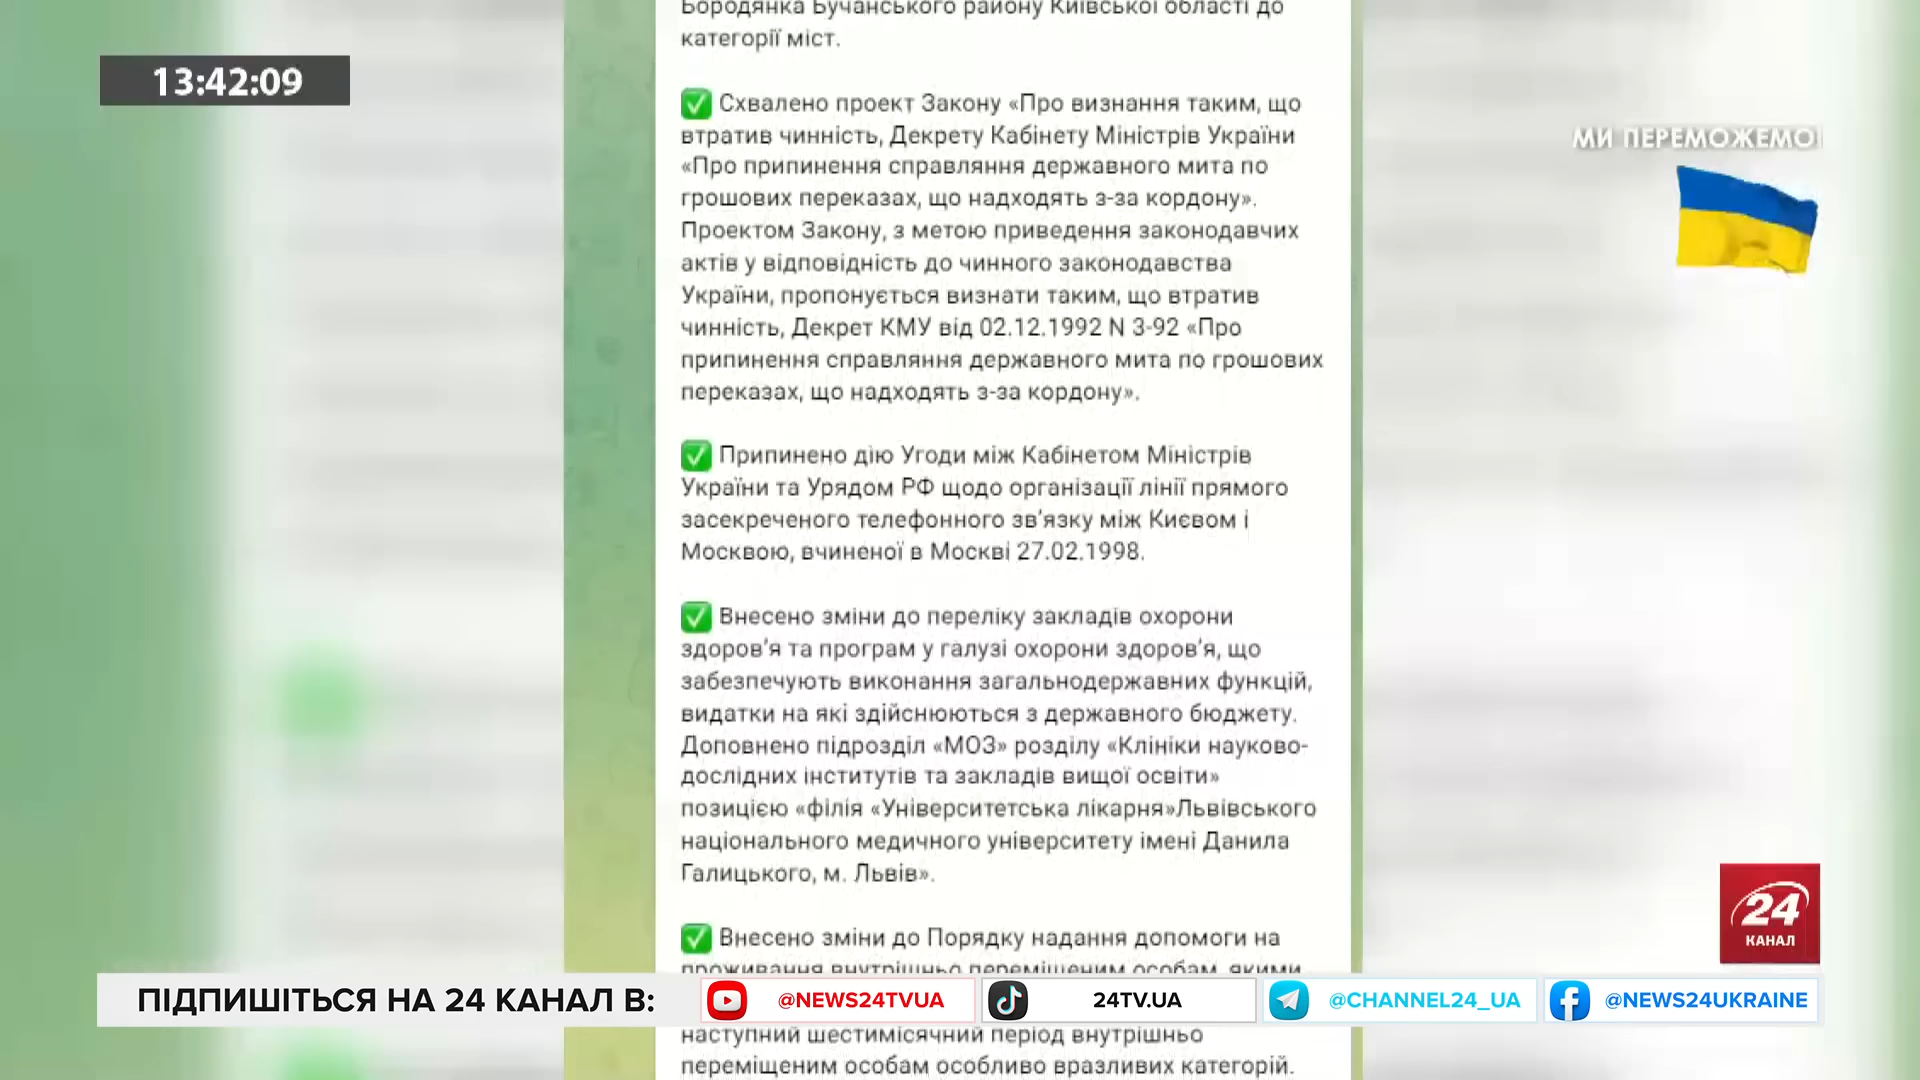 Бородянка Бучанського району Київської області до
категорії міст.
13:42:09
МИ ПЕРЕМОЖЕМО!
✅ Схвалено проект Закону «Про визнання таким, що
втратив чинність, Декрету Кабінету Міністрів України
«Про припинення справляння державного мита по
грошових переказах, що надходять з-за кордону».
Проектом Закону, з метою приведення законодавчих
актів у відповідність до чинного законодавства
України, пропонується визнати таким, що втратив
чинність, Декрет КМУ від 02.12.1992 N 3-92 «Про
припинення справляння державного мита по грошових
переказах, що надходять з-за кордону».
✅ Припинено дію Угоди між Кабінетом Міністрів
України та Урядом РФ щодо організації лінії прямого
засекреченого телефонного зв’язку між Києвом і
Москвою, вчиненої в Москві 27.02.1998.
✅ Внесено зміни до переліку закладів охорони
здоров’я та програм у галузі охорони здоров’я, що
забезпечують виконання загальнодержавних функцій,
видатки на які здійснюються з державного бюджету.
Доповнено підрозділ «МОЗ» розділу «Клініки науково-
дослідних інститутів та закладів вищої освіти»
позицією «філія «Університетська лікарня»Львівського
національного медичного університету імені Данила
Галицького, м. Львів».
✅ Внесено зміни до Порядку надання допомоги на
проживання внутрішньо переміщеним особам, якими
наступний шестимісячний період внутрішньо
переміщеним особам особливо вразливих категорій.
24
КАНАЛ
ПІДПИШІТЬСЯ НА 24 КАНАЛ В:
@NEWS24TVUA
24TV.UA
@CHANNEL24_UA
@NEWS24UKRAINE